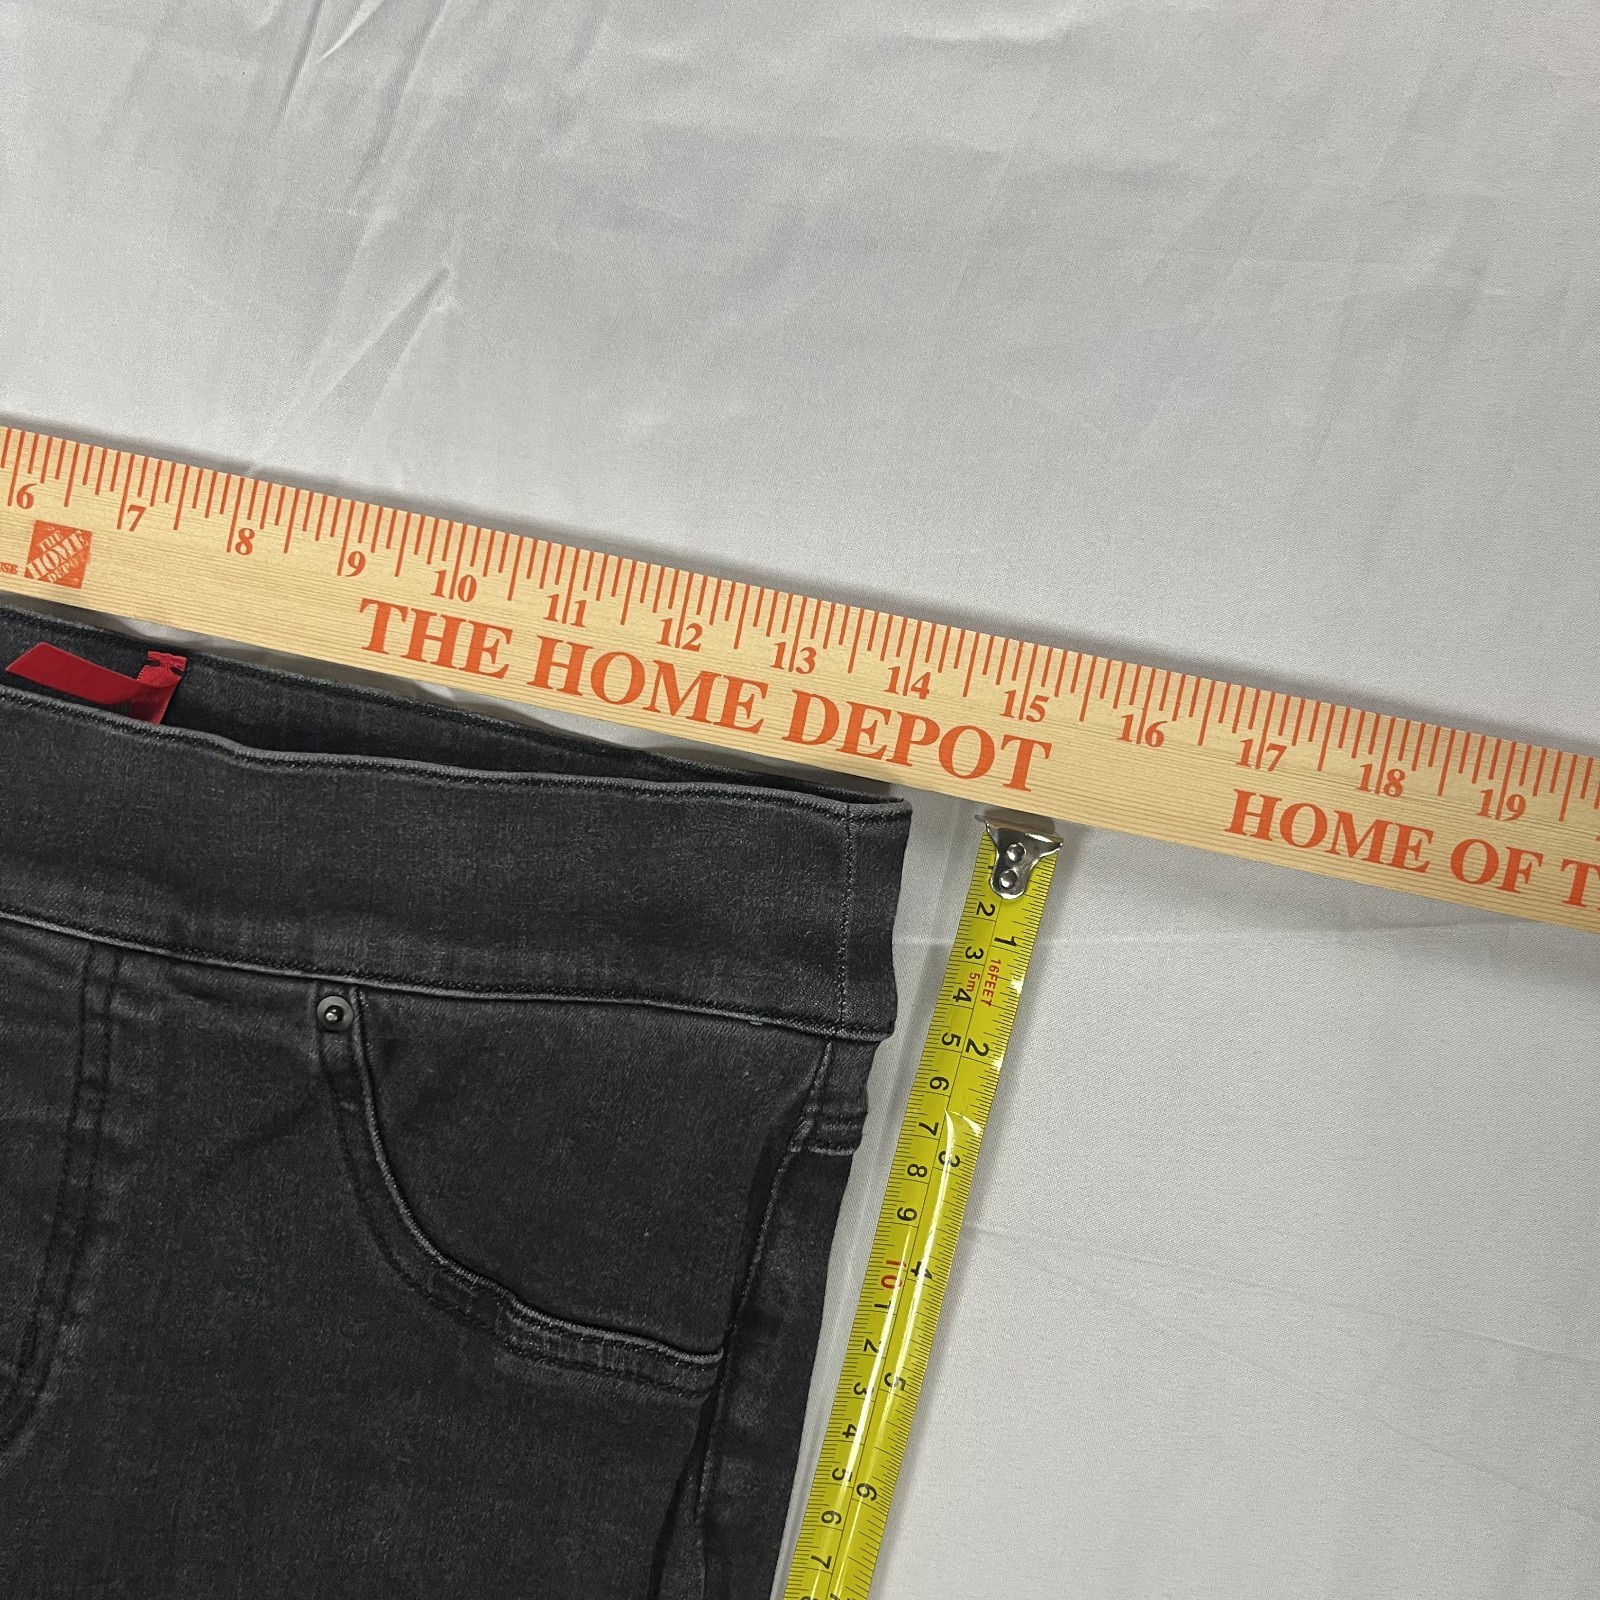 6 7 8 9 10 11 12 13 14 15 16 17 18 19
THE HOME DEPOT
THE HOME DEPOT
HOME OF T
1 2 3 4 5 6
2 3 4 5 6 7 8 9 10 1 2 3 4 5 6 7
16FEET
5m